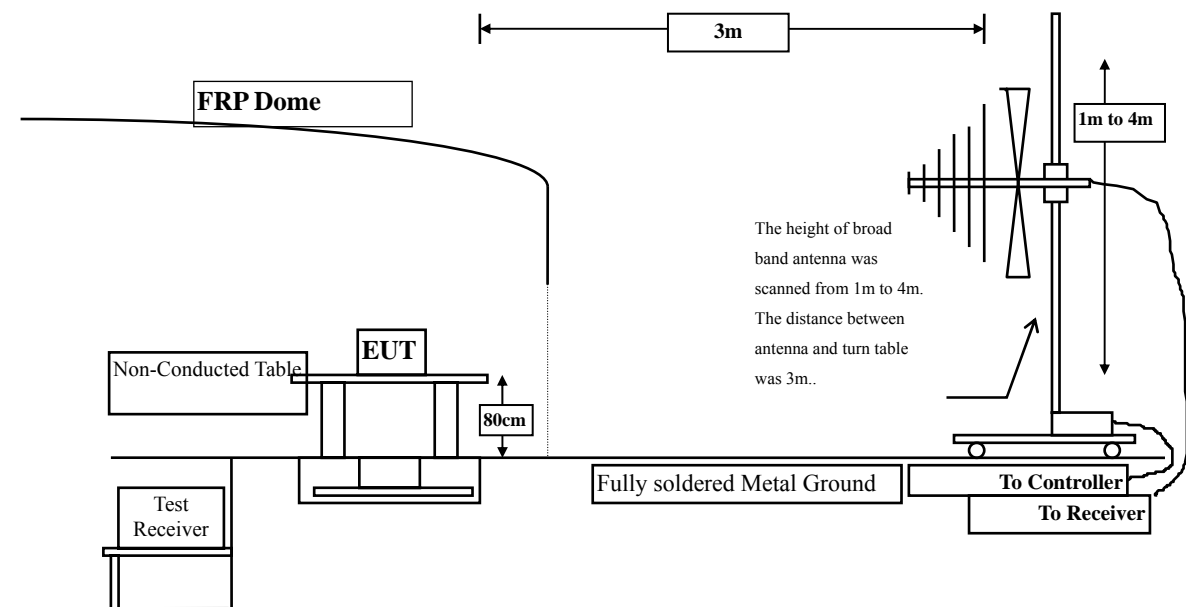 3m
FRP Dome
1m to 4m
The height of broad
band antenna was
scanned from 1m to 4m.
The distance between
antenna and turn table
was 3m..
EUT
Non-Conducted Table
80cm
Fully soldered Metal Ground
To Controller
To Receiver
Test
Receiver